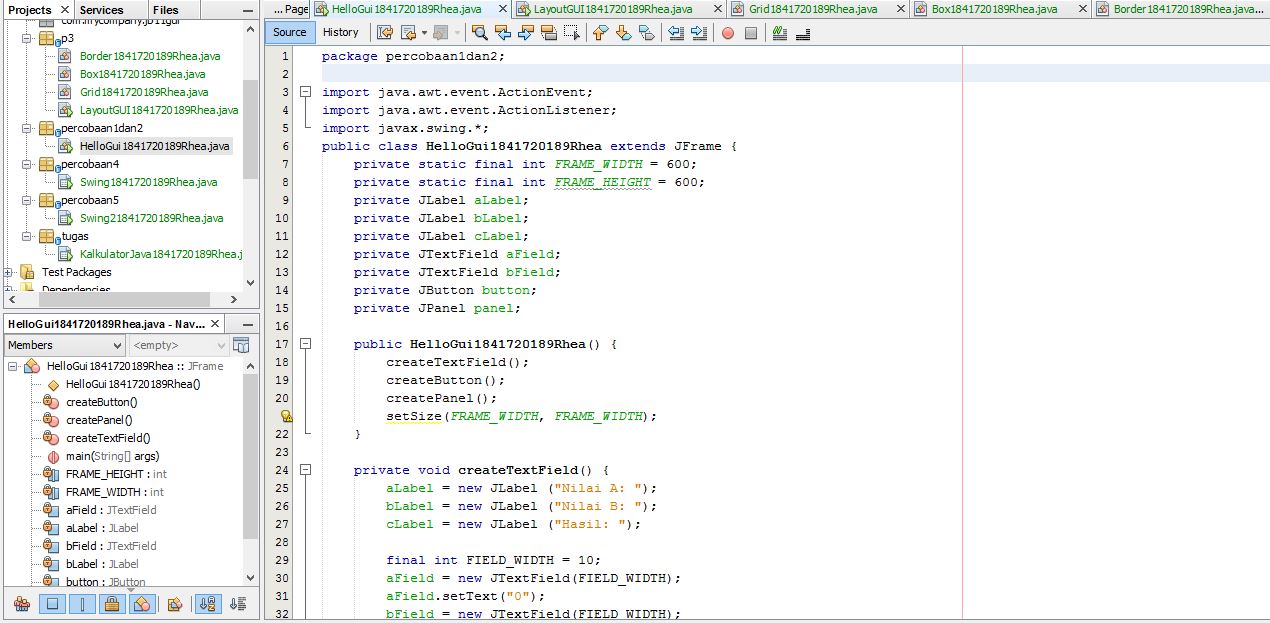 Projects
Services
Files
p3
Border1841720189Rhea.java
Box1841720189Rhea.java
Grid1841720189Rhea.java
LayoutGUI1841720189Rhea.java
percobaan1dan2
HelloGui1841720189Rhea.java
percobaan4
Swing1841720189Rhea.java
percobaan5
Swing21841720189Rhea.java
tugas
KalkulatorJava1841720189Rhea.j
Test Packages
Dependencies
HelloGui1841720189Rhea.java - Nav...
Members
<empty>
HelloGui1841720189Rhea :: JFrame
HelloGui1841720189Rhea()
createButton()
createPanel()
createTextField()
main(String[] args)
FRAME_HEIGHT : int
FRAME_WIDTH : int
aField : JTextField
aLabel : JLabel
bField : JTextField
bLabel : JLabel
button : JButton
... Page
HelloGui1841720189Rhea.java
LayoutGUI1841720189Rhea.java
Grid1841720189Rhea.java
Box1841720189Rhea.java
Border1841720189Rhea.java...
Source History
1 package percobaan1dan2;
2
3 import java.awt.event.ActionEvent;
4 import java.awt.event.ActionListener;
5 import javax.swing.*;
6 public class HelloGui1841720189Rhea extends JFrame {
7 private static final int FRAME_WIDTH = 600;
8 private static final int FRAME_HEIGHT = 600;
9 private JLabel aLabel;
10 private JLabel bLabel;
11 private JLabel cLabel;
12 private JTextField aField;
13 private JTextField bField;
14 private JButton button;
15 private JPanel panel;
16
17 public HelloGui1841720189Rhea() {
18 createTextField();
19 createButton();
20 createPanel();
setSize(FRAME_WIDTH, FRAME_WIDTH);
22 }
23
24 private void createTextField() {
25 aLabel = new JLabel ("Nilai A: ");
26 bLabel = new JLabel ("Nilai B: ");
27 cLabel = new JLabel ("Hasil: ");
28
29 final int FIELD_WIDTH = 10;
30 aField = new JTextField(FIELD_WIDTH);
31 aField.setText("0");
32 bField = new JTextField(FIELD_WIDTH);